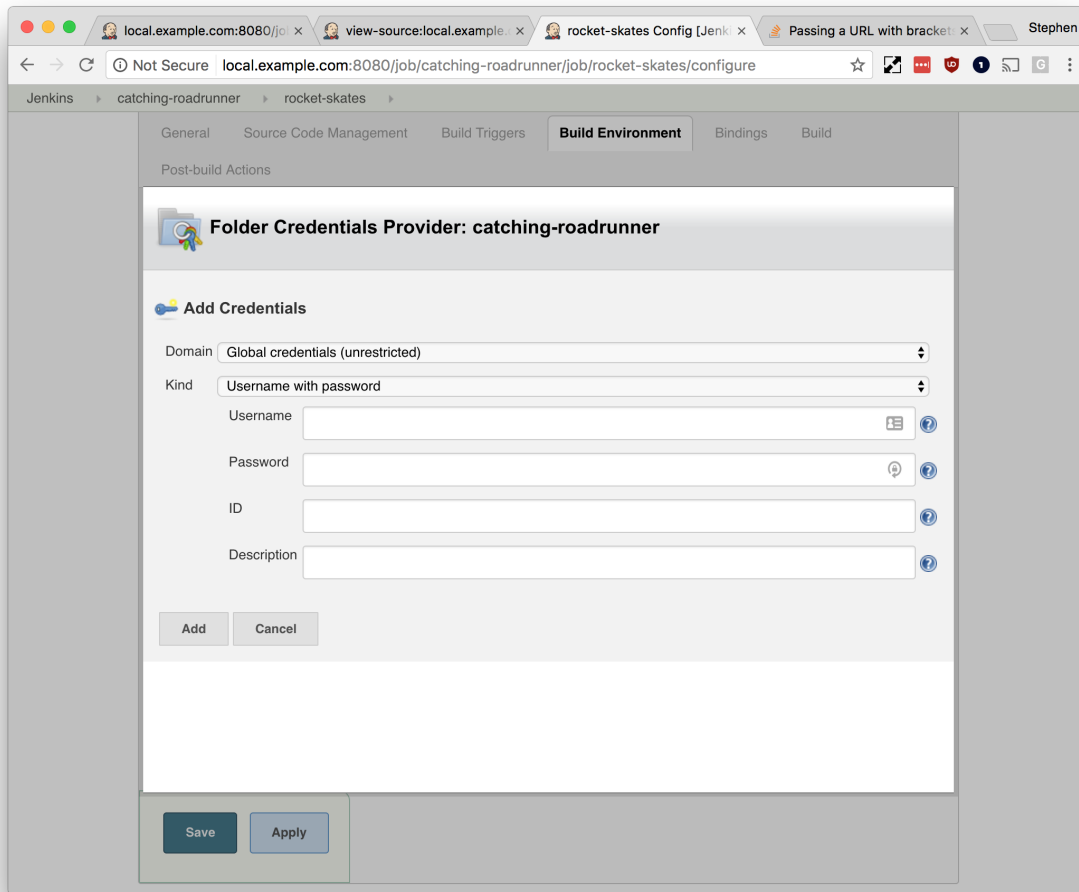 local.example.com:8080/jo
view-source:local.example.
rocket-skates Config [Jenk
Passing a URL with bracket
Stephen
Not Secure local.example.com:8080/job/catching-roadrunner/job/rocket-skates/configure
1
G
Jenkins catching-roadrunner rocket-skates
General Source Code Management Build Triggers Build Environment Bindings Build
Post-build Actions
Folder Credentials Provider: catching-roadrunner
Add Credentials
Domain Global credentials (unrestricted)
Kind Username with password
Username
Password
ID
Description
Add Cancel
Save Apply